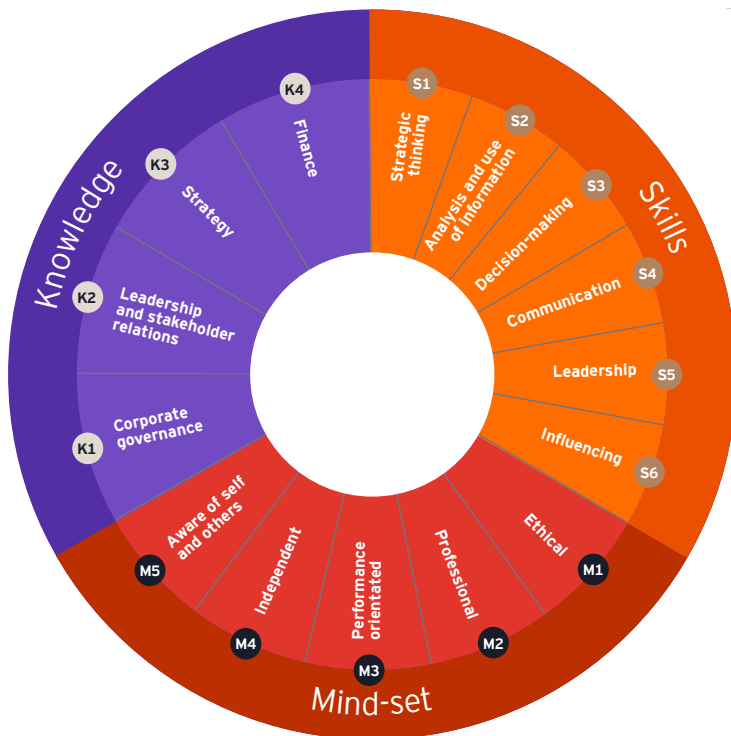 Knowledge
K4
Finance
K3
Strategy
K2
Leadership
and stakeholder
relations
K1
Corporate
governance
Skills
S1
Strategic
thinking
S2
Analysis and use
of information
S3
Decision-making
S4
Communication
S5
Leadership
S6
Influencing
Mind-set
M1
Ethical
M2
Professional
M3
Performance
orientated
M4
Independent
M5
Aware of self
and others